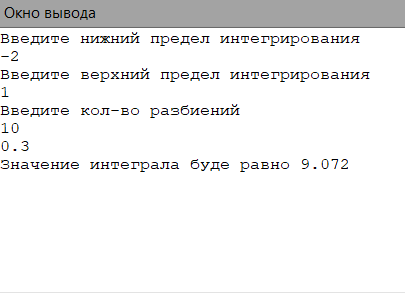 Окно вывода
Введите нижний предел интегрирования
-2
Введите верхний предел интегрирования
1
Введите кол-во разбиений
10
0.3
Значение интеграла буде равно 9.072